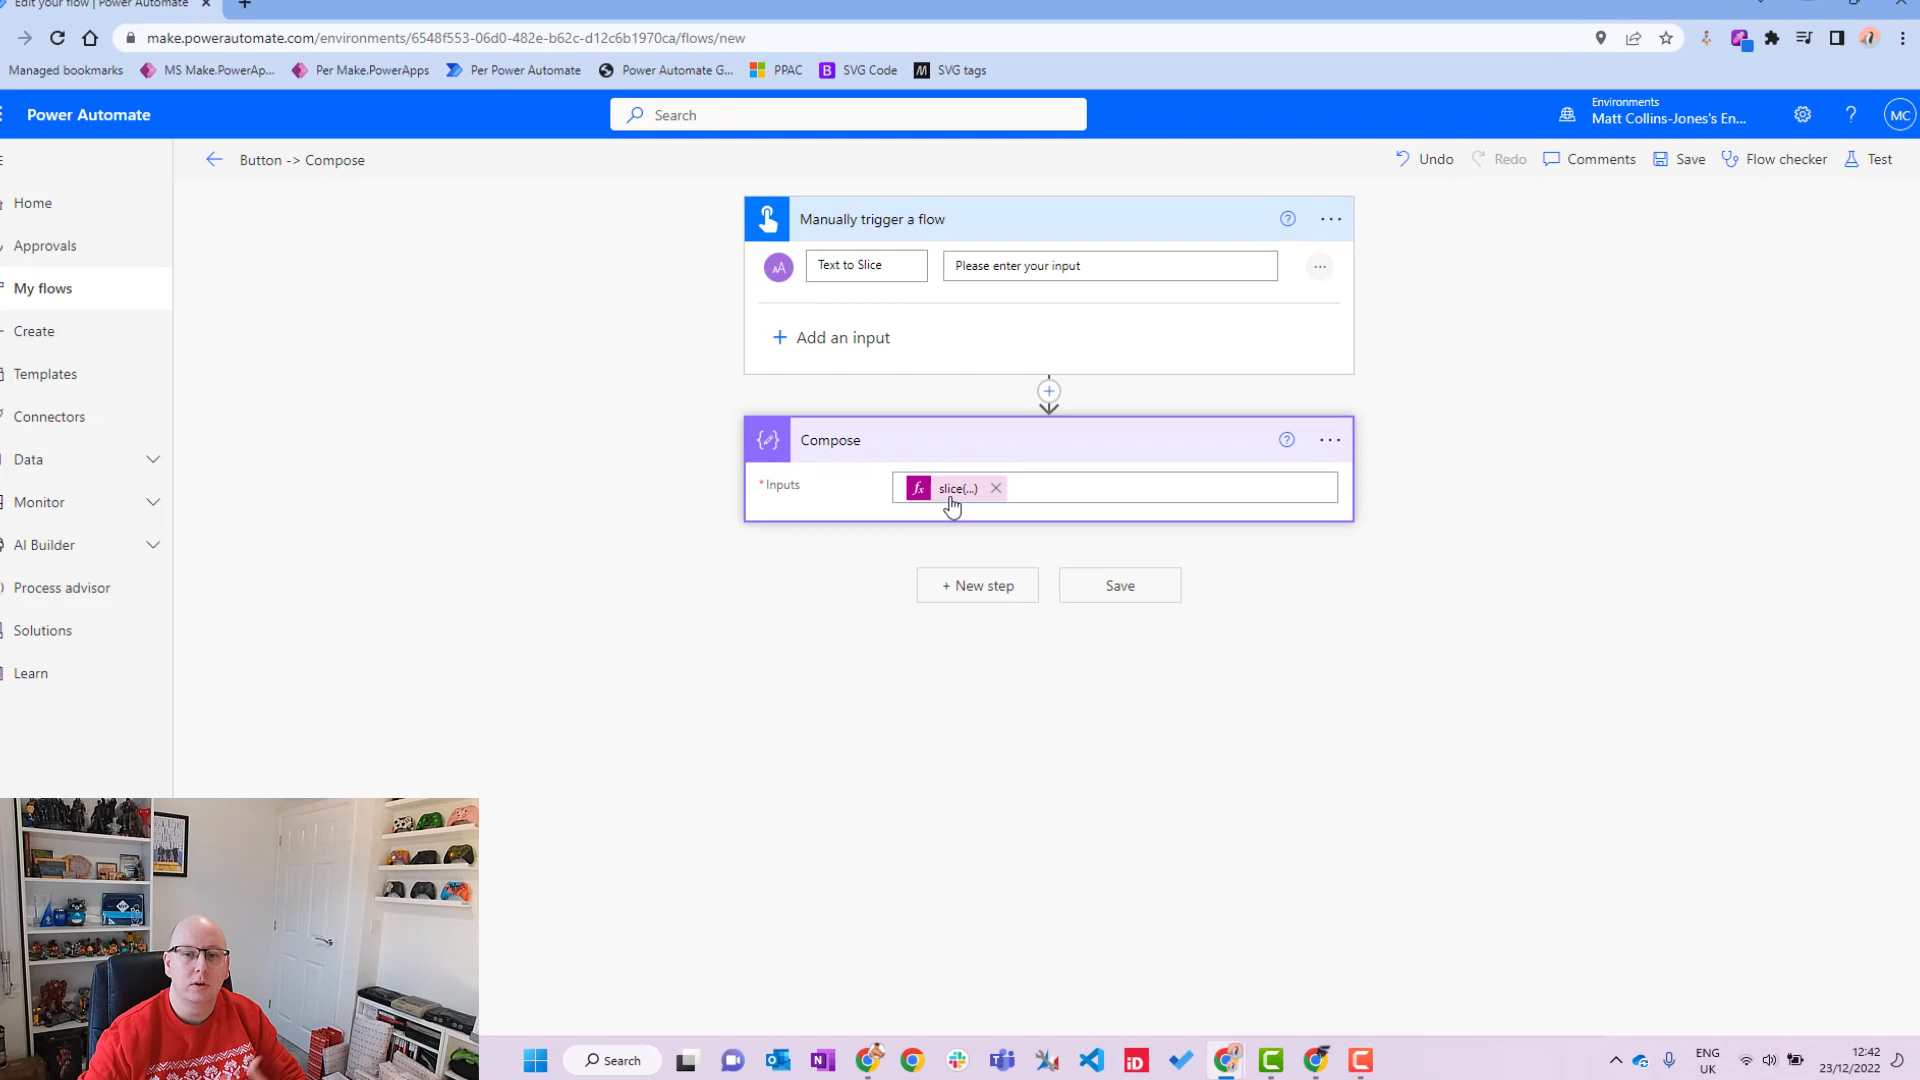 Edit your flow | Power Automate
make.powerautomate.com/environments/6548f553-06d0-482e-b62c-d12c6b1970ca/flows/new
Managed bookmarks
MS Make.PowerAp...
Per Make.PowerApps
Per Power Automate
Power Automate G...
PPAC
SVG Code
SVG tags
Power Automate
Search
Environments
Matt Collins-Jones's En...
MC
Button -> Compose
Undo
Redo
Comments
Save
Flow checker
Test
Home
Approvals
My flows
Create
Templates
Connectors
Data
Monitor
AI Builder
Process advisor
Solutions
Learn
Manually trigger a flow
Text to Slice
Please enter your input
Add an input
Compose
*Inputs
fx
slice(...)
+ New step
Save
Search
ENG
UK
12:42
23/12/2022